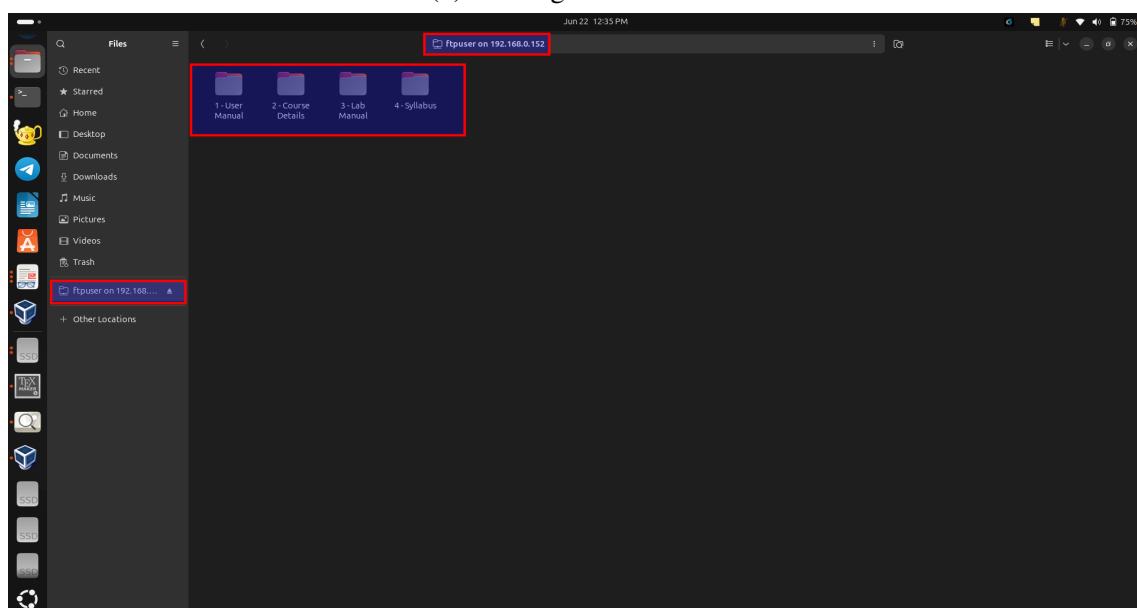 Jun 22 12:35 PM
75%
Files
ftpuser on 192.168.0.152
Recent
Starred
Home
Desktop
Documents
Downloads
Music
Pictures
Videos
Trash
ftpuser on 192.168....
+ Other Locations
1 - User
Manual
2 - Course
Details
3 - Lab
Manual
4 - Syllabus
SSD
TEX
MAKER
SSD
SSD
SSD